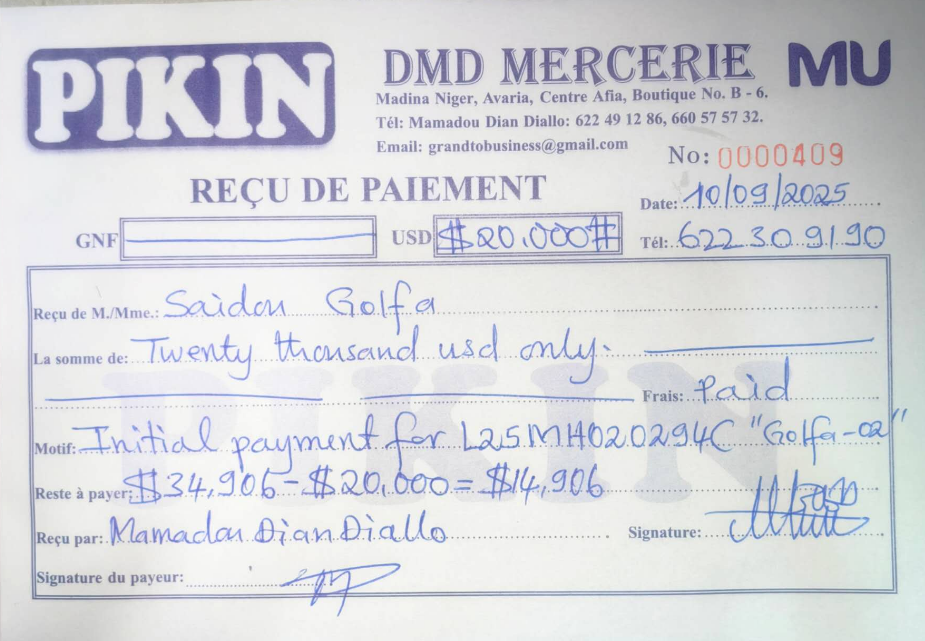 PIKIN
DMD MERCERIE MU
Madina Niger, Avaria, Centre Afia, Boutique No. B - 6.
Tél: Mamadou Dian Diallo: 622 49 12 86, 660 57 57 32.
Email: grandtobusiness@gmail.com
No: 0000409
REÇU DE PAIEMENT
Date: 10/09/2025
GNF USD $20.000#
Tél: 622.30.91.90
Reçu de M./Mme.: Saidou Golfa
La somme de: Twenty thousand usd only.
Frais: Paid
Motif: Initial payment for L25MH020294C "Golfa-02"
Reste à payer: $34,906-$20,000=$14,906
Reçu par: Mamadou Dian Diallo Signature:
Signature du payeur:
PIKIN